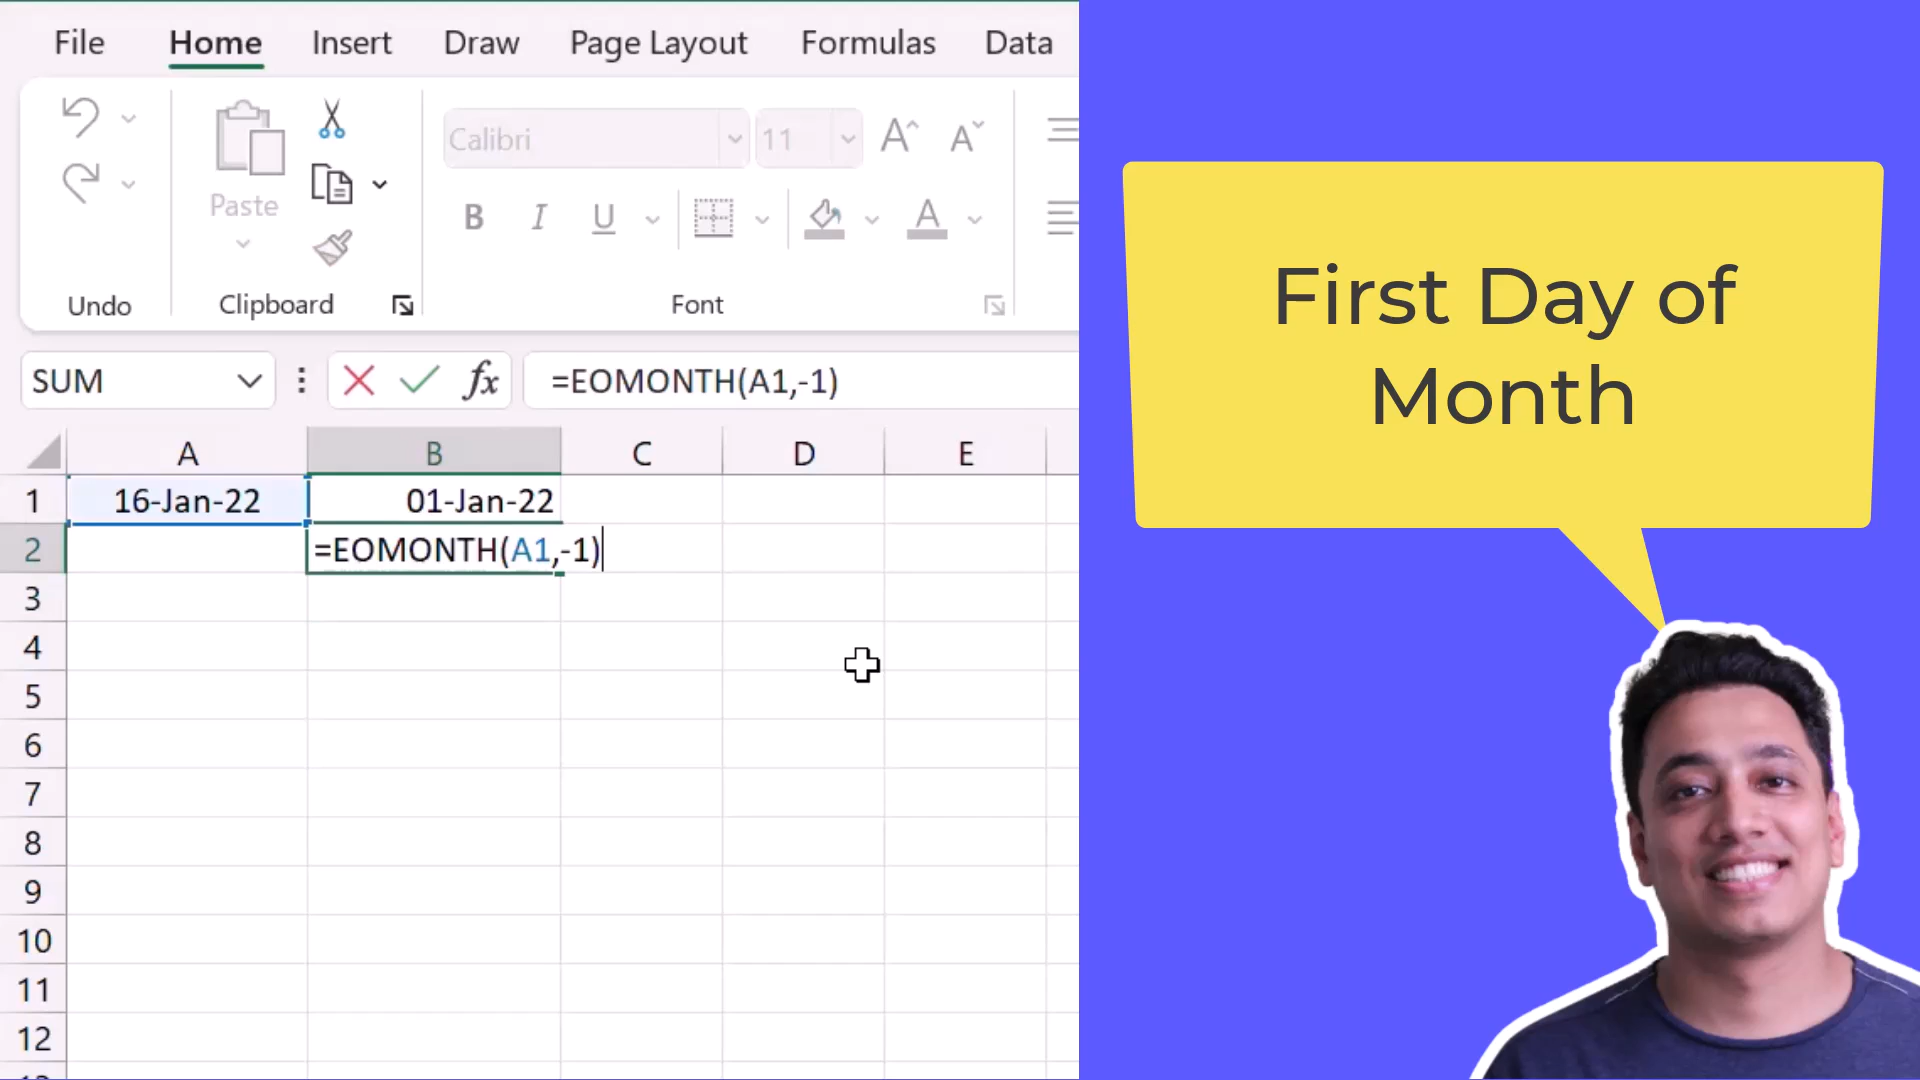 File Home Insert Draw Page Layout Formulas Data
Calibri 11 A A
Paste
B I U A
Undo Clipboard Font
SUM fx =EOMONTH(A1,-1)
A B C D E
1 16-Jan-22 01-Jan-22
2 =EOMONTH(A1,-1)
3
4
5
6
7
8
9
10
11
12
First Day of
Month